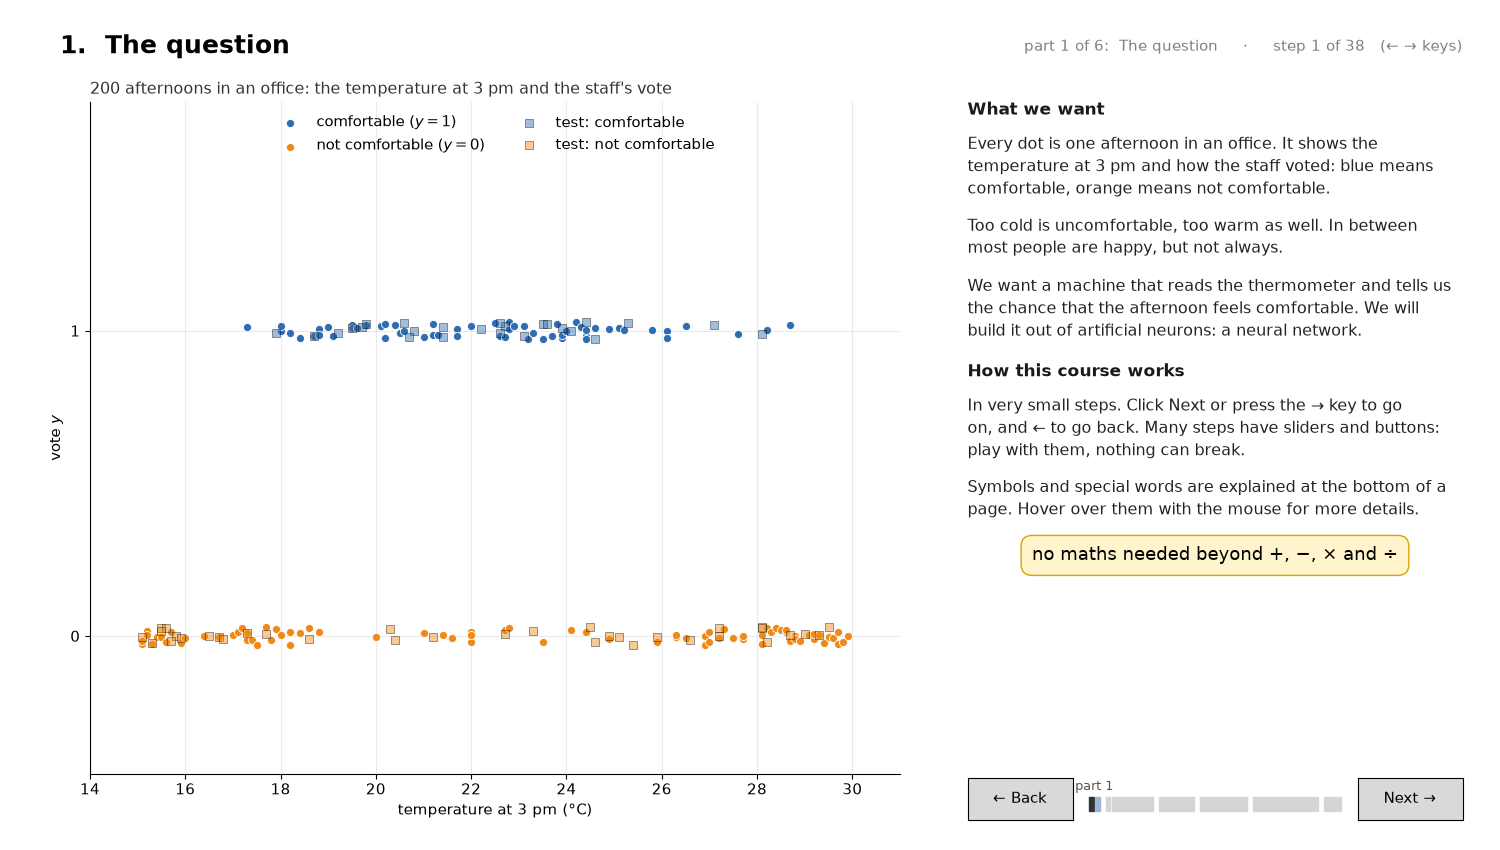 1.  The question
part 1 of 6:  The question  ·  step 1 of 38  (← → keys)
200 afternoons in an office: the temperature at 3 pm and the staff's vote
comfortable (y = 1)
not comfortable (y = 0)
test: comfortable
test: not comfortable
1
0
vote y
14 16 18 20 22 24 26 28 30
temperature at 3 pm (°C)
What we want
Every dot is one afternoon in an office. It shows the
temperature at 3 pm and how the staff voted: blue means
comfortable, orange means not comfortable.
Too cold is uncomfortable, too warm as well. In between
most people are happy, but not always.
We want a machine that reads the thermometer and tells us
the chance that the afternoon feels comfortable. We will
build it out of artificial neurons: a neural network.
How this course works
In very small steps. Click Next or press the → key to go
on, and ← to go back. Many steps have sliders and buttons:
play with them, nothing can break.
Symbols and special words are explained at the bottom of a
page. Hover over them with the mouse for more details.
no maths needed beyond +, −, × and ÷
← Back
part 1
Next →